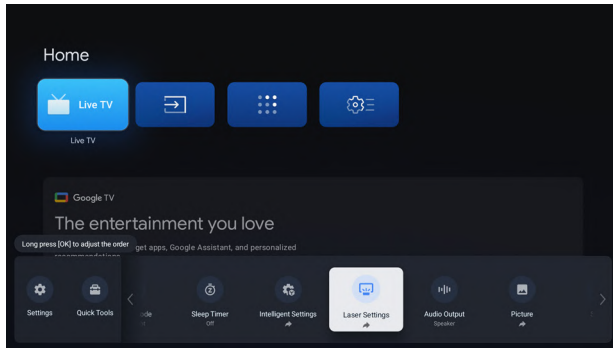 Home
Live TV
Live TV
Google TV
The entertainment you love
Long press [OK] to adjust the order
get apps, Google Assistant, and personalized
recommendations
Settings
Quick Tools
Sleep Timer
Off
Intelligent Settings
Laser Settings
Audio Output
Speaker
Picture